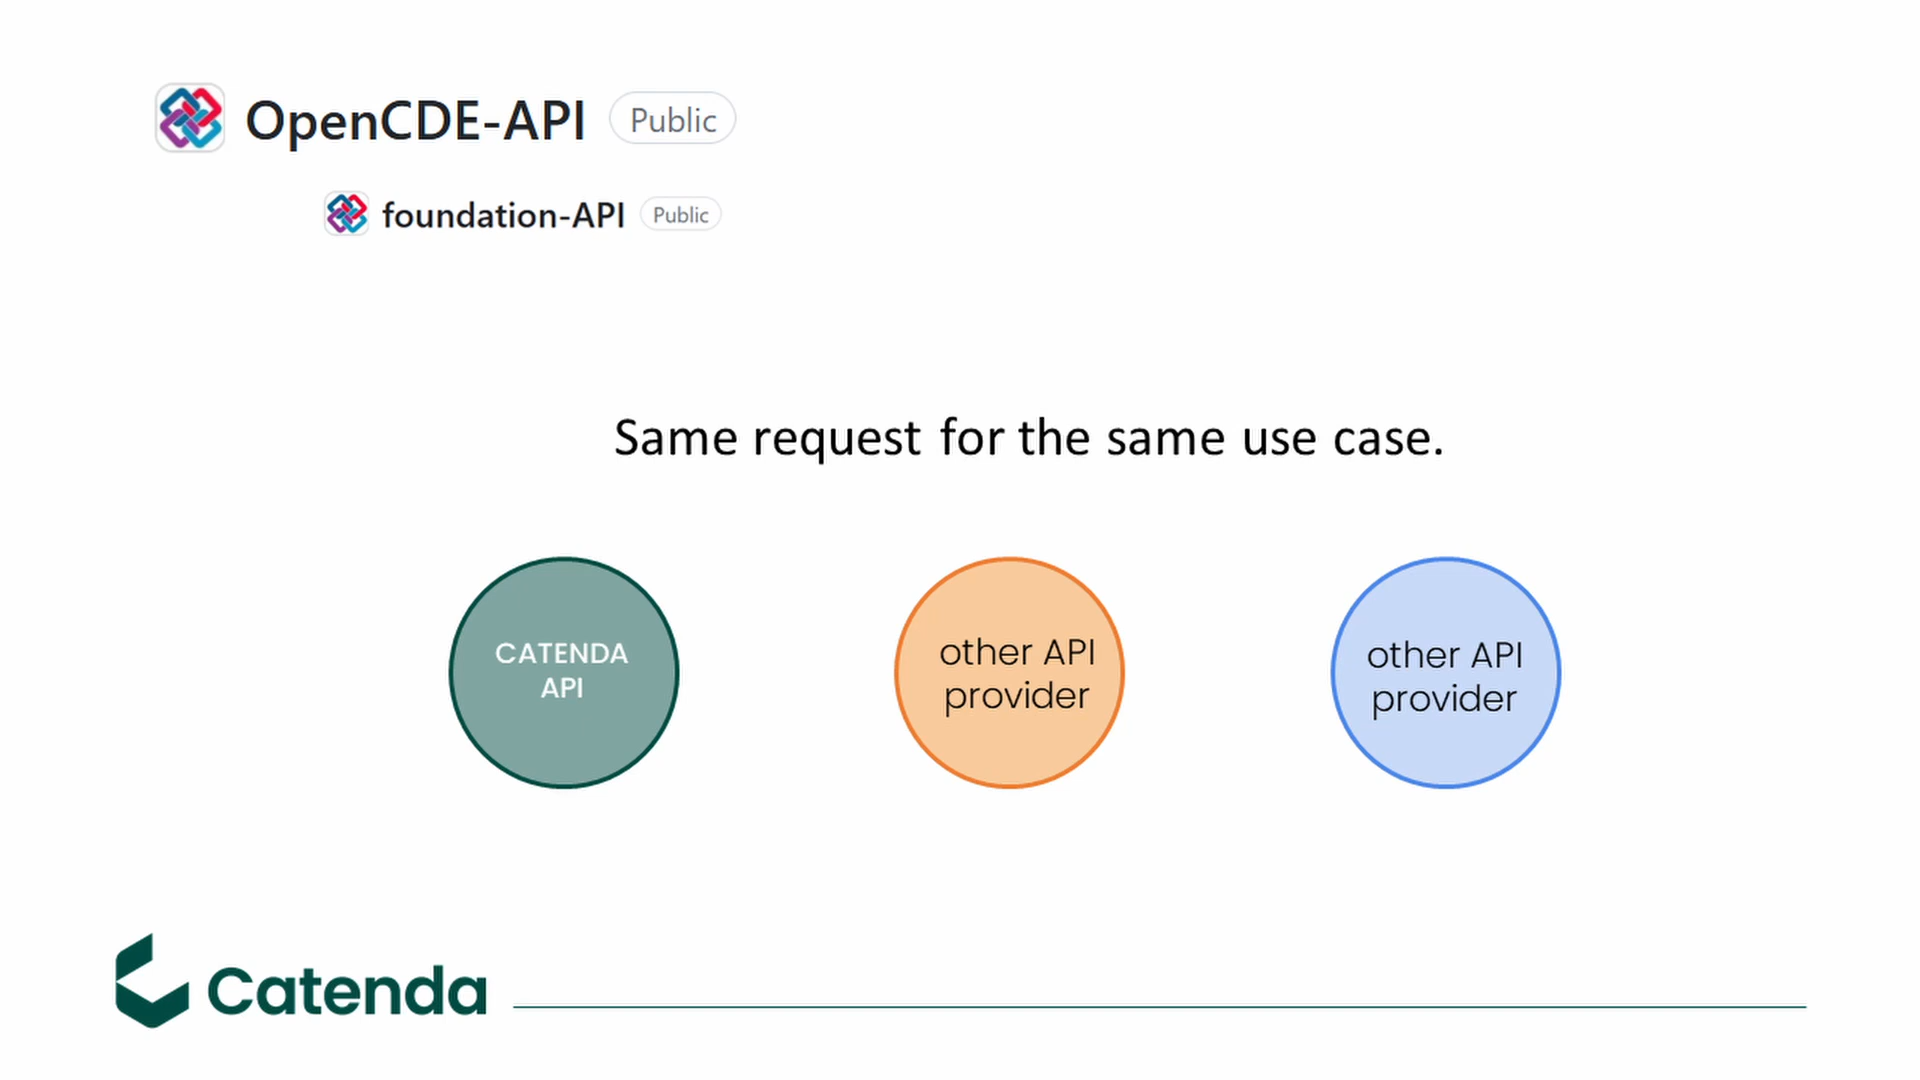 OpenCDE-API Public
foundation-API Public
Same request for the same use case.
CATENDA
API
other API
provider
other API
provider
Catenda